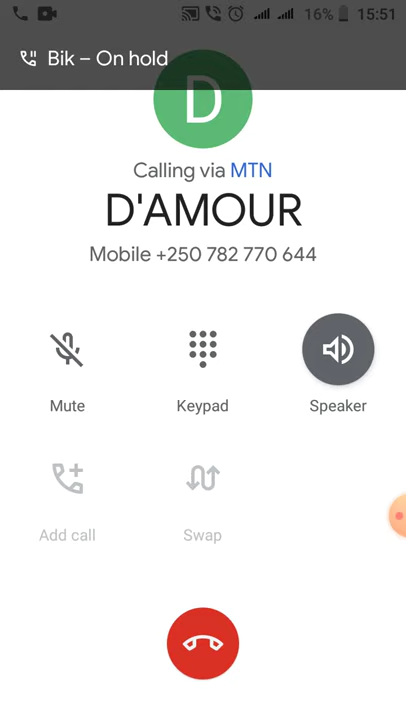 16% 15:51
Bik – On hold
D
Calling via MTN
D'AMOUR
Mobile +250 782 770 644
Mute Keypad Speaker
Add call Swap